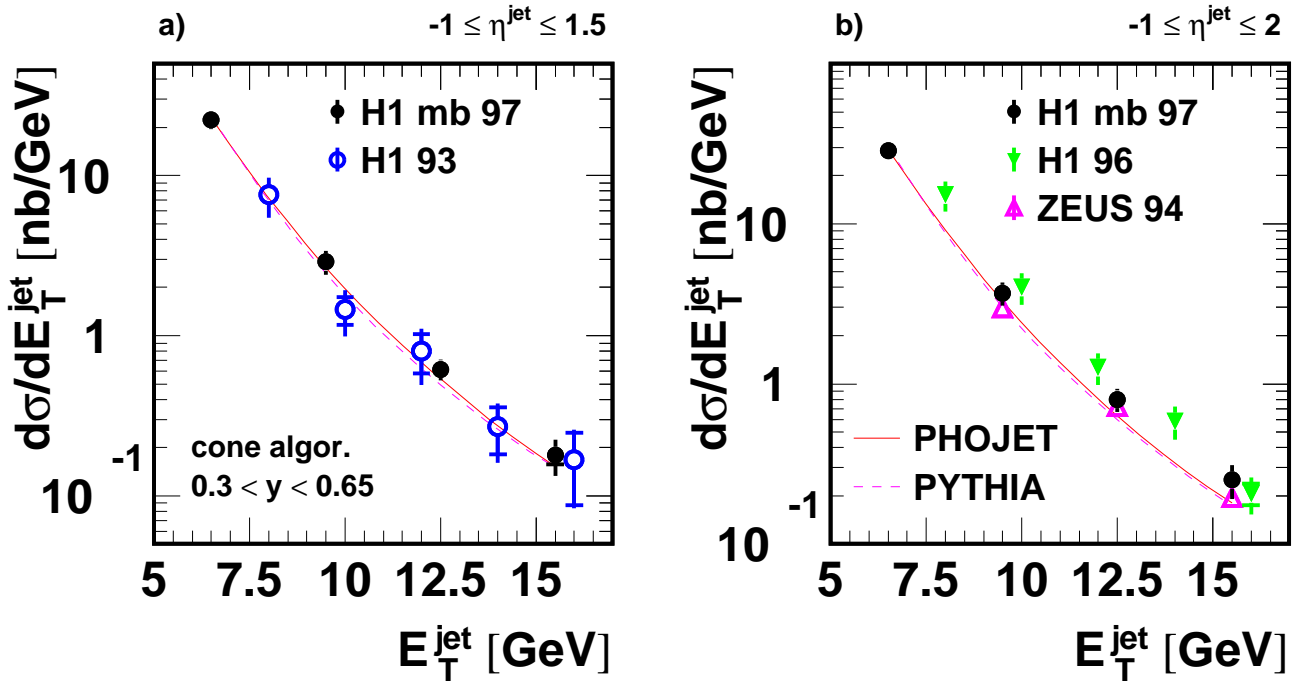 a)
-1 ≤ η^jet ≤ 1.5
dσ/dE_T^jet [nb/GeV]
H1 mb 97
H1 93
10
1
10^-1
cone algor.
0.3 < y < 0.65
5 7.5 10 12.5 15
E_T^jet [GeV]
b)
-1 ≤ η^jet ≤ 2
dσ/dE_T^jet [nb/GeV]
H1 mb 97
H1 96
ZEUS 94
10
1
10^-1
PHOJET
PYTHIA
5 7.5 10 12.5 15
E_T^jet [GeV]